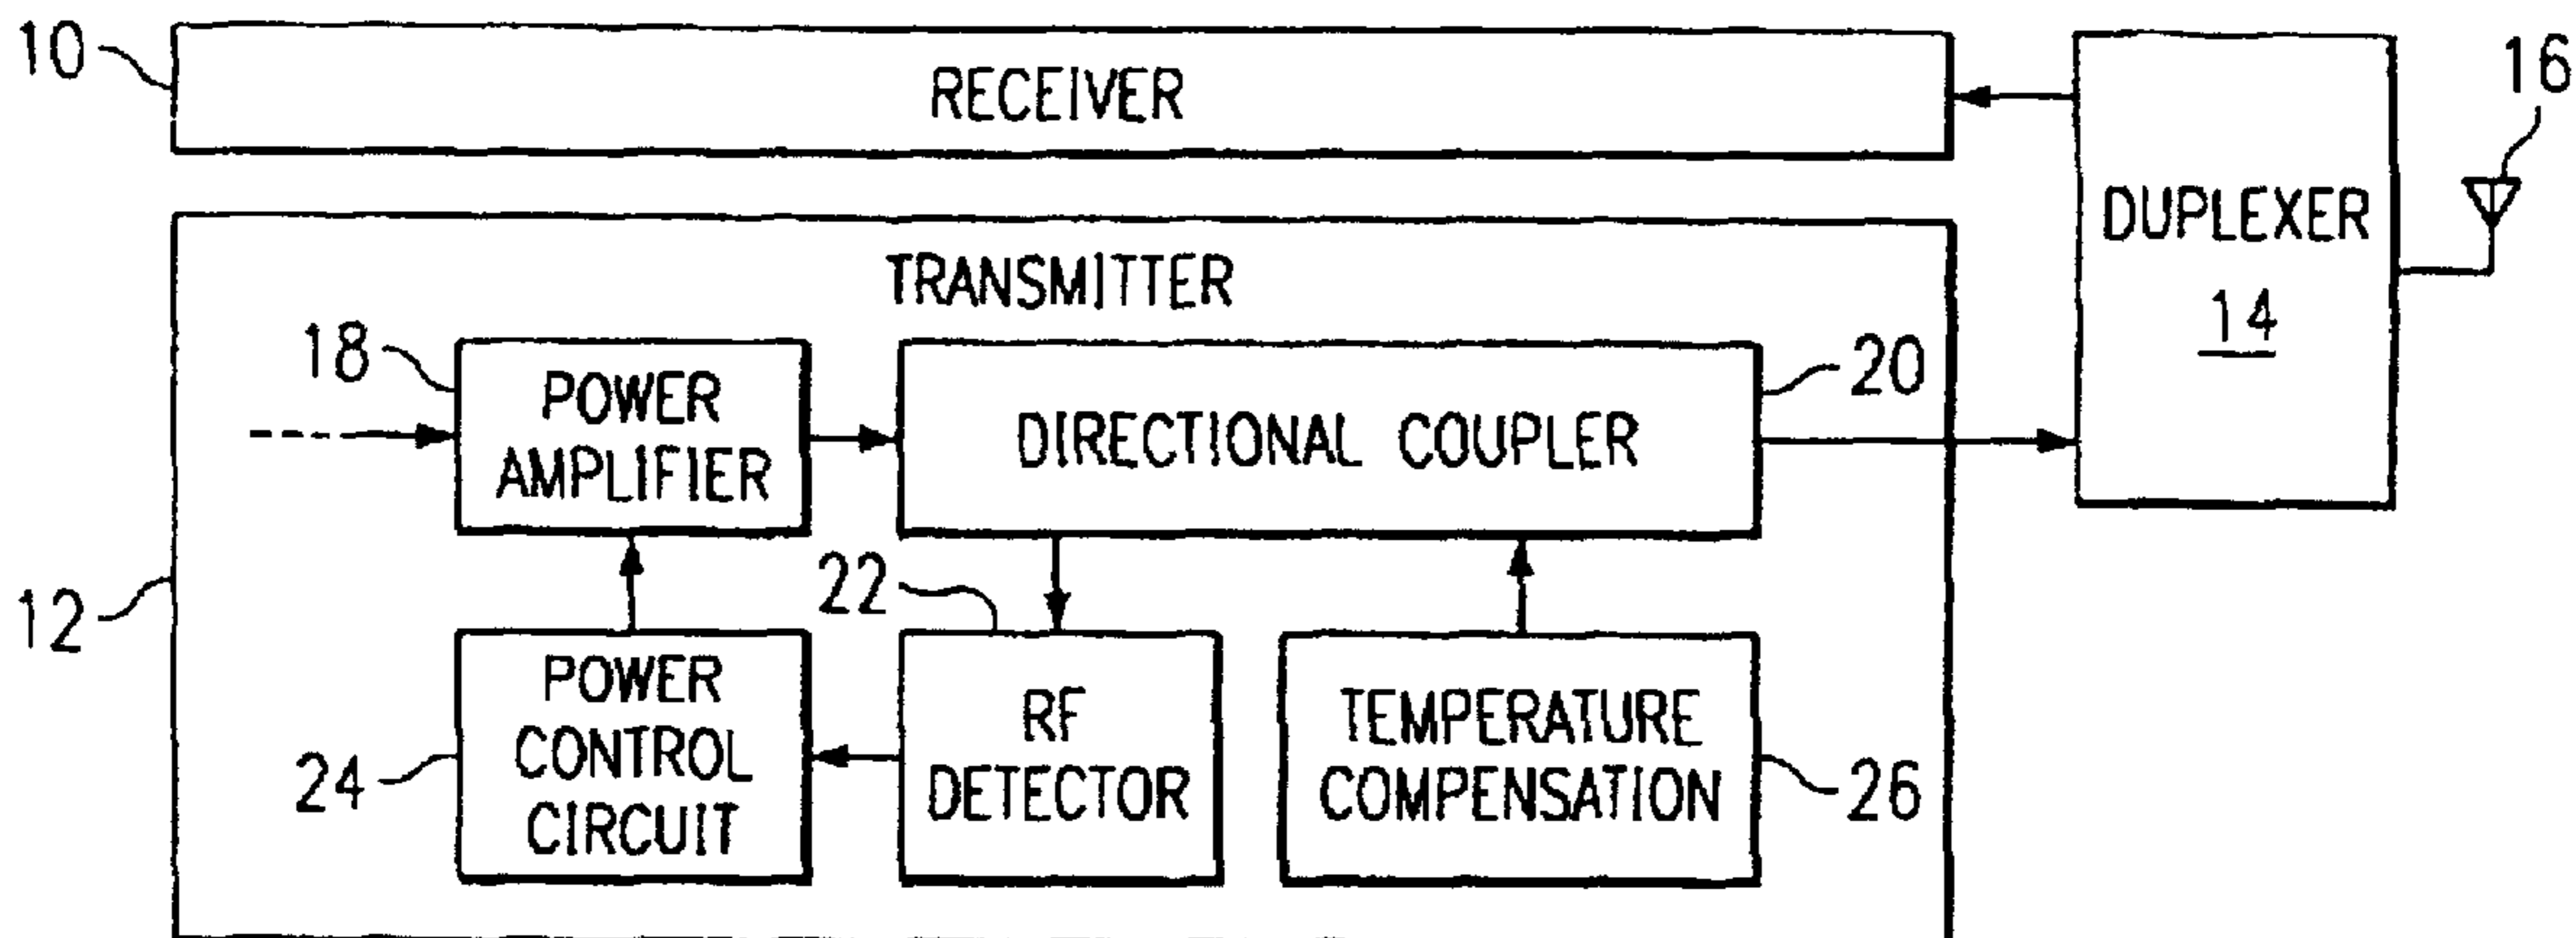 10
RECEIVER
16
DUPLEXER
14
TRANSMITTER
18
POWER
AMPLIFIER
DIRECTIONAL COUPLER
20
12
22
24
POWER
CONTROL
CIRCUIT
RF
DETECTOR
TEMPERATURE
COMPENSATION
26